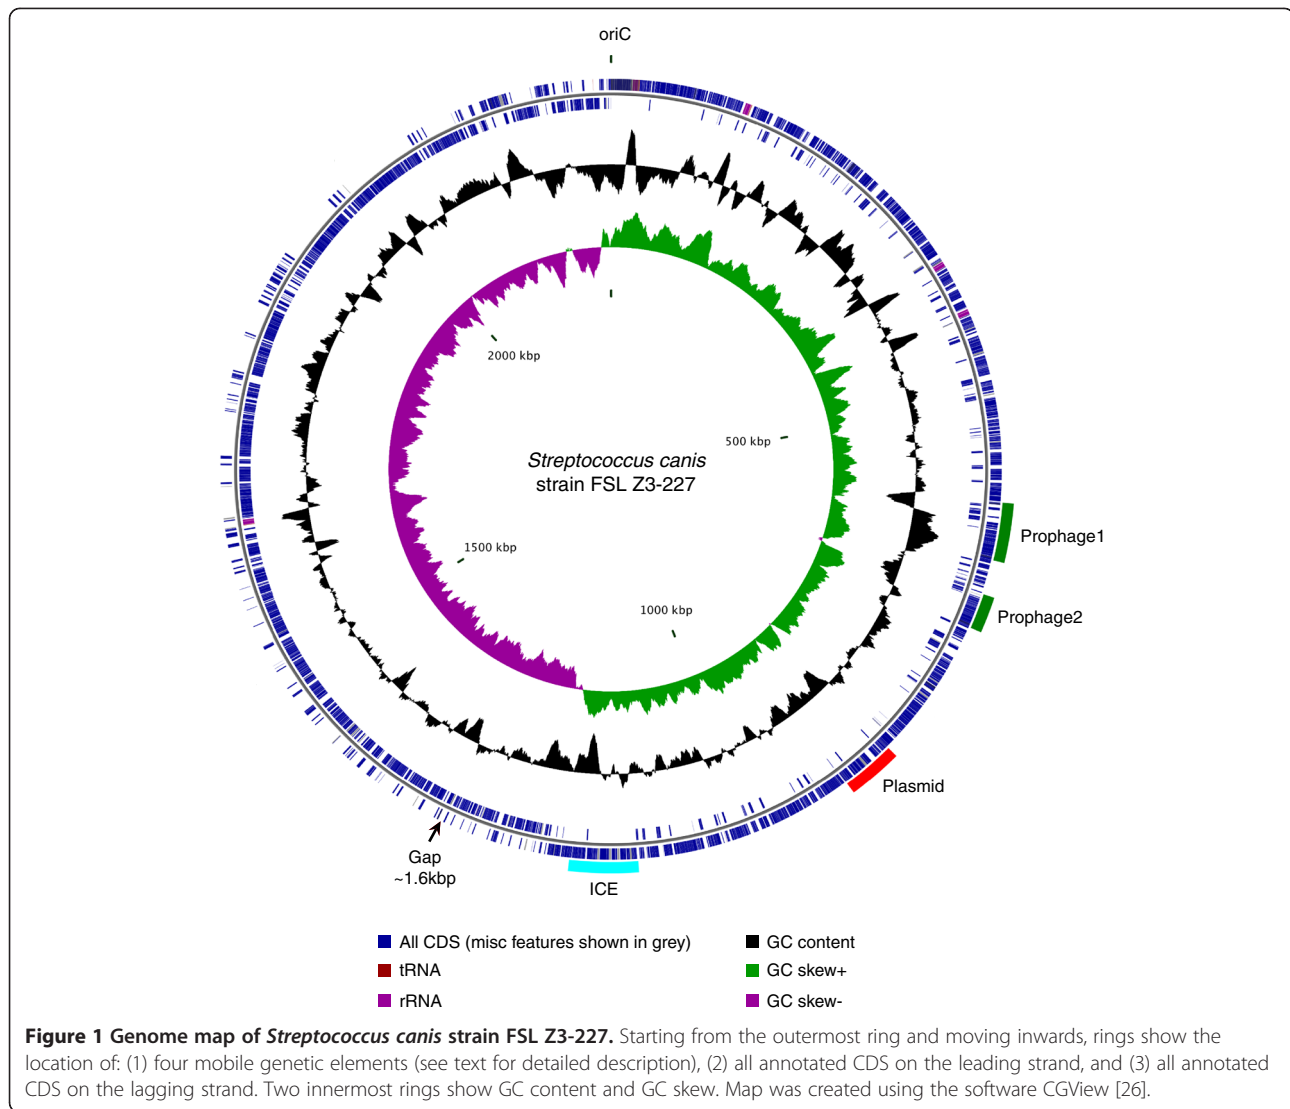 oriC
2000 kbp
500 kbp
Streptococcus canis
strain FSL Z3-227
Prophage1
1500 kbp
1000 kbp
Prophage2
Plasmid
Gap
~1.6kbp
ICE
All CDS (misc features shown in grey)
tRNA
rRNA
GC content
GC skew+
GC skew-
Figure 1 Genome map of Streptococcus canis strain FSL Z3-227. Starting from the outermost ring and moving inwards, rings show the
location of: (1) four mobile genetic elements (see text for detailed description), (2) all annotated CDS on the leading strand, and (3) all annotated
CDS on the lagging strand. Two innermost rings show GC content and GC skew. Map was created using the software CGView [26].